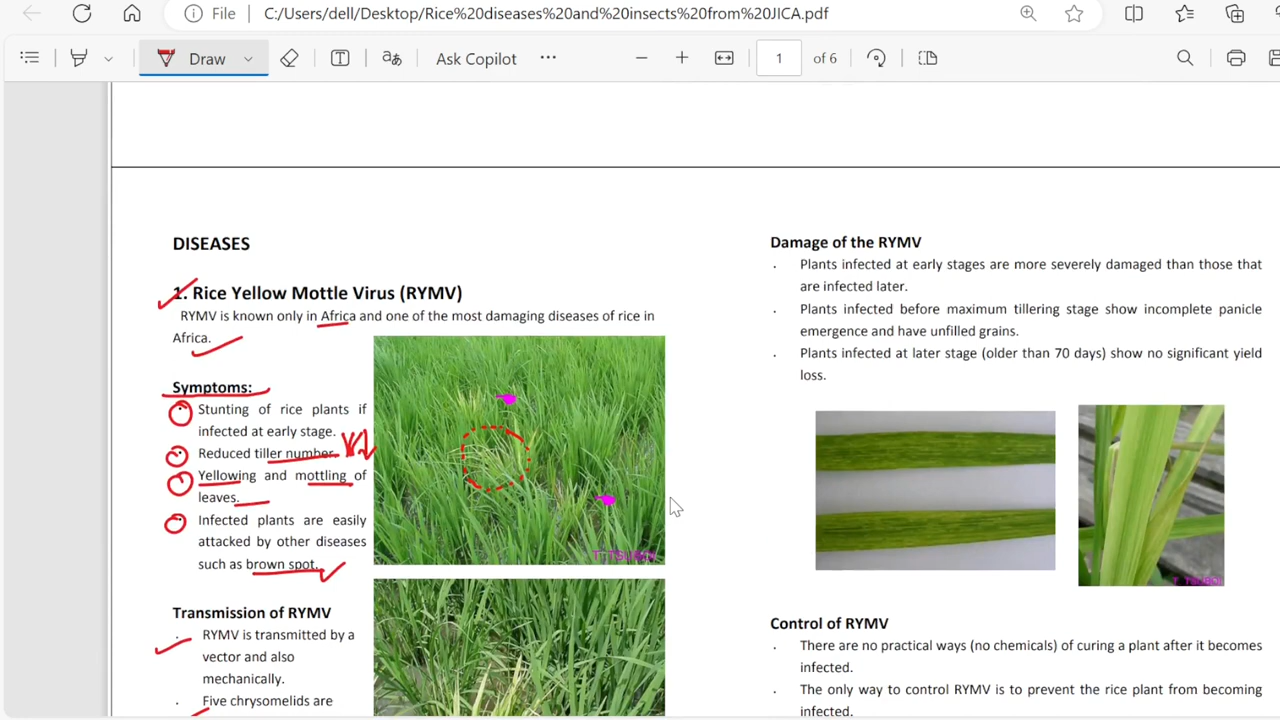 File
C:/Users/dell/Desktop/Rice%20diseases%20and%20insects%20from%20JICA.pdf
Draw
Ask Copilot
1
of 6
DISEASES
1. Rice Yellow Mottle Virus (RYMV)
RYMV is known only in Africa and one of the most damaging diseases of rice in
Africa.
Symptoms:
Stunting of rice plants if
infected at early stage.
Reduced tiller number.
Yellowing and mottling of
leaves.
Infected plants are easily
attacked by other diseases
such as brown spot.
Transmission of RYMV
RYMV is transmitted by a
vector and also
mechanically.
Five chrysomelids are
T. TSUBOI
Damage of the RYMV
Plants infected at early stages are more severely damaged than those that
are infected later.
Plants infected before maximum tillering stage show incomplete panicle
emergence and have unfilled grains.
Plants infected at later stage (older than 70 days) show no significant yield
loss.
T. TSUBOI
Control of RYMV
There are no practical ways (no chemicals) of curing a plant after it becomes
infected.
The only way to control RYMV is to prevent the rice plant from becoming
infected.